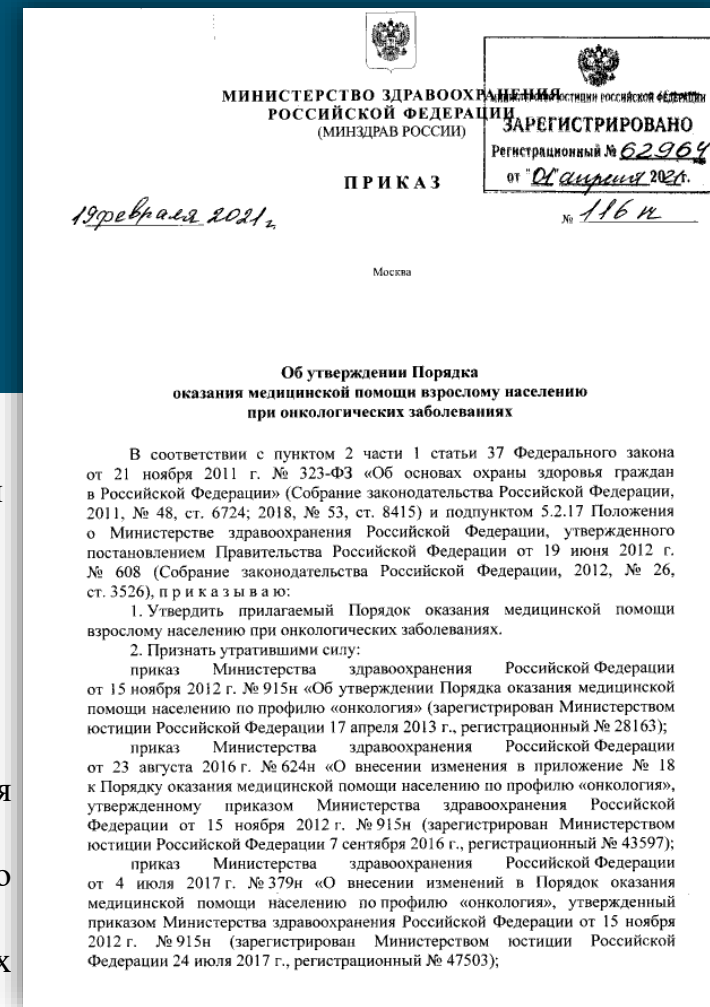 МИНИСТЕРСТВО ЗДРАВООХРАНЕНИЯ
РОССИЙСКОЙ ФЕДЕРАЦИИ
(МИНЗДРАВ РОССИИ)
МИНИСТЕРСТВО ЮСТИЦИИ РОССИЙСКОЙ ФЕДЕРАЦИИ
ЗАРЕГИСТРИРОВАНО
Регистрационный № 62964
от "01" апреля 2021г.
ПРИКАЗ
19 февраля 2021 г.
№ 116н
Москва
Об утверждении Порядка
оказания медицинской помощи взрослому населению
при онкологических заболеваниях
В соответствии с пунктом 2 части 1 статьи 37 Федерального закона
от 21 ноября 2011 г. № 323-ФЗ «Об основах охраны здоровья граждан
в Российской Федерации» (Собрание законодательства Российской Федерации,
2011, № 48, ст. 6724; 2018, № 53, ст. 8415) и подпунктом 5.2.17 Положения
о Министерстве здравоохранения Российской Федерации, утвержденного
постановлением Правительства Российской Федерации от 19 июня 2012 г.
№ 608 (Собрание законодательства Российской Федерации, 2012, № 26,
ст. 3526), п р и к а з ы в а ю:
1. Утвердить прилагаемый Порядок оказания медицинской помощи
взрослому населению при онкологических заболеваниях.
2. Признать утратившими силу:
приказ Министерства здравоохранения Российской Федерации
от 15 ноября 2012 г. № 915н «Об утверждении Порядка оказания медицинской
помощи населению по профилю «онкология» (зарегистрирован Министерством
юстиции Российской Федерации 17 апреля 2013 г., регистрационный № 28163);
приказ Министерства здравоохранения Российской Федерации
от 23 августа 2016 г. № 624н «О внесении изменения в приложение № 18
к Порядку оказания медицинской помощи населению по профилю «онкология»,
утвержденному приказом Министерства здравоохранения Российской
Федерации от 15 ноября 2012 г. № 915н (зарегистрирован Министерством
юстиции Российской Федерации 7 сентября 2016 г., регистрационный № 43597);
приказ Министерства здравоохранения Российской Федерации
от 4 июля 2017 г. № 379н «О внесении изменений в Порядок оказания
медицинской помощи населению по профилю «онкология», утвержденный
приказом Министерства здравоохранения Российской Федерации от 15 ноября
2012 г. № 915н (зарегистрирован Министерством юстиции Российской
Федерации 24 июля 2017 г., регистрационный № 47503);